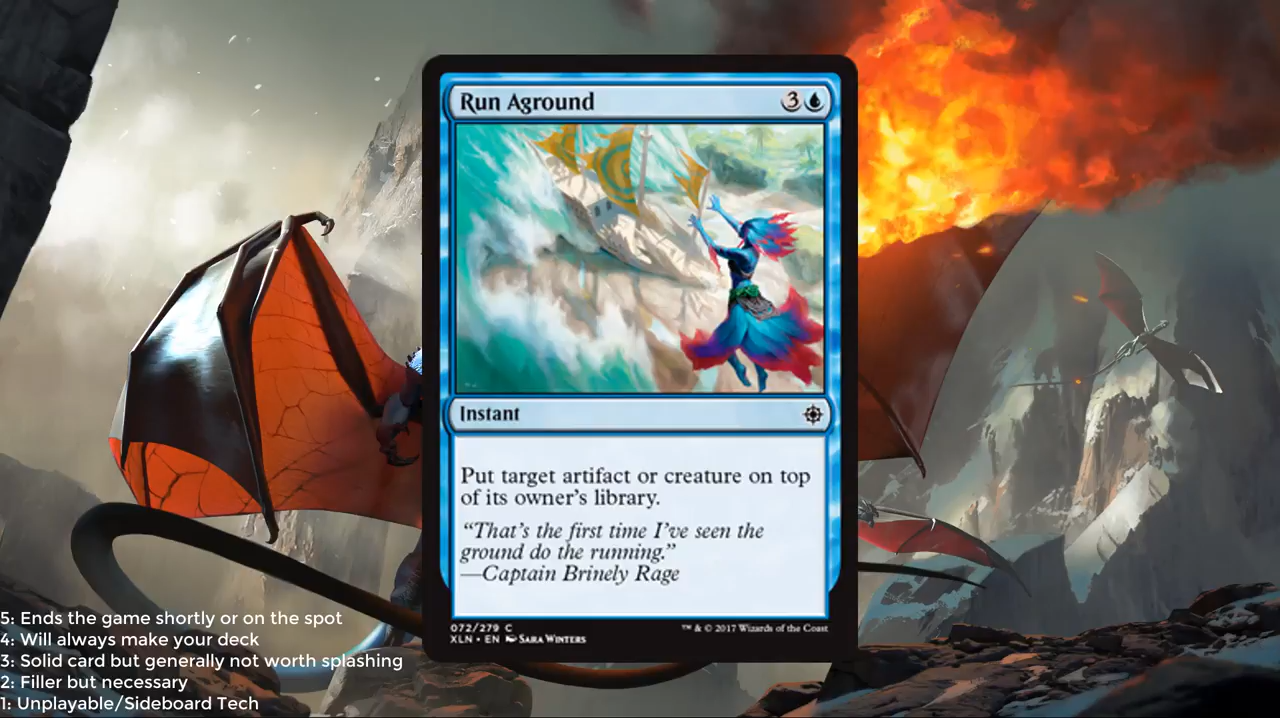 Run Aground
3
Instant
Put target artifact or creature on top
of its owner's library.
"That's the first time I've seen the
ground do the running."
—Captain Brinely Rage
072/279 C
XLN • EN Sara Winters
™ & © 2017 Wizards of the Coast
5: Ends the game shortly or on the spot
4: Will always make your deck
3: Solid card but generally not worth splashing
2: Filler but necessary
1: Unplayable/Sideboard Tech